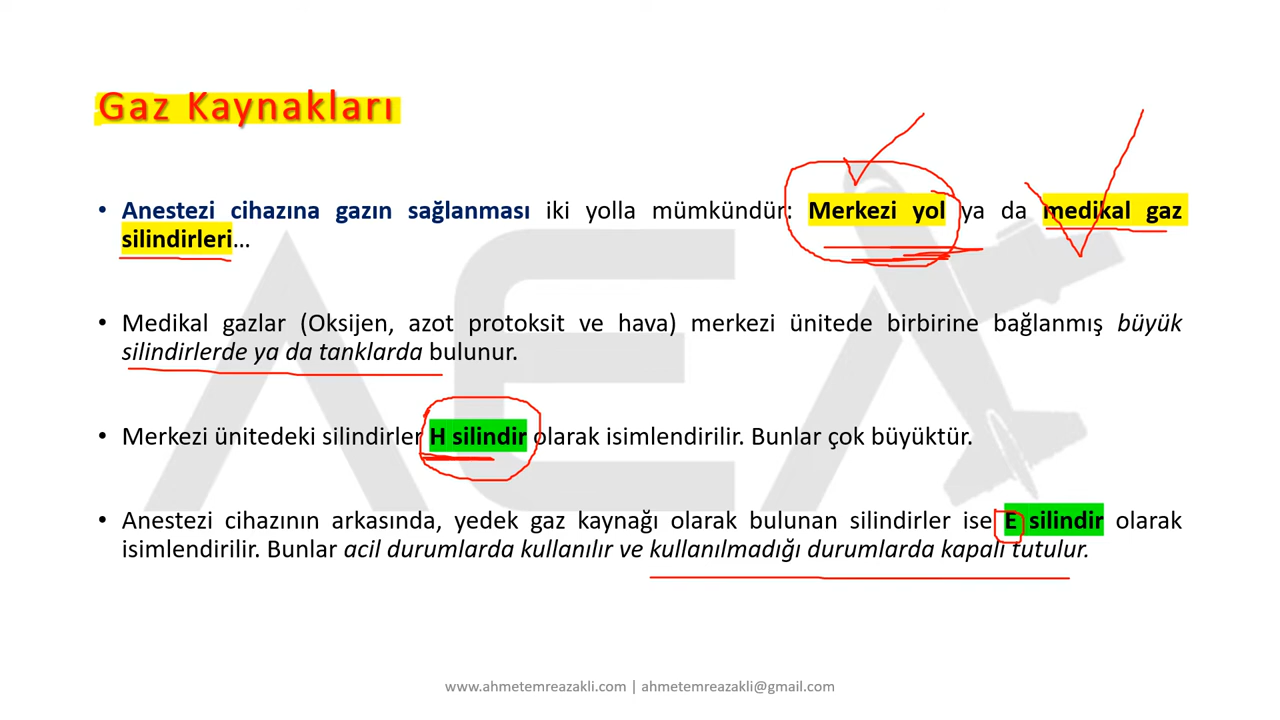 Gaz Kaynakları
• Anestezi cihazına gazın sağlanması iki yolla mümkündür: Merkezi yol ya da medikal gaz
silindirleri…
• Medikal gazlar (Oksijen, azot protoksit ve hava) merkezi ünitede birbirine bağlanmış büyük
silindirlerde ya da tanklarda bulunur.
• Merkezi ünitedeki silindirler H silindir olarak isimlendirilir. Bunlar çok büyüktür.
• Anestezi cihazının arkasında, yedek gaz kaynağı olarak bulunan silindirler ise E silindir olarak
isimlendirilir. Bunlar acil durumlarda kullanılır ve kullanılmadığı durumlarda kapalı tutulur.
AEA
www.ahmetemreazakli.com | ahmetemreazakli@gmail.com